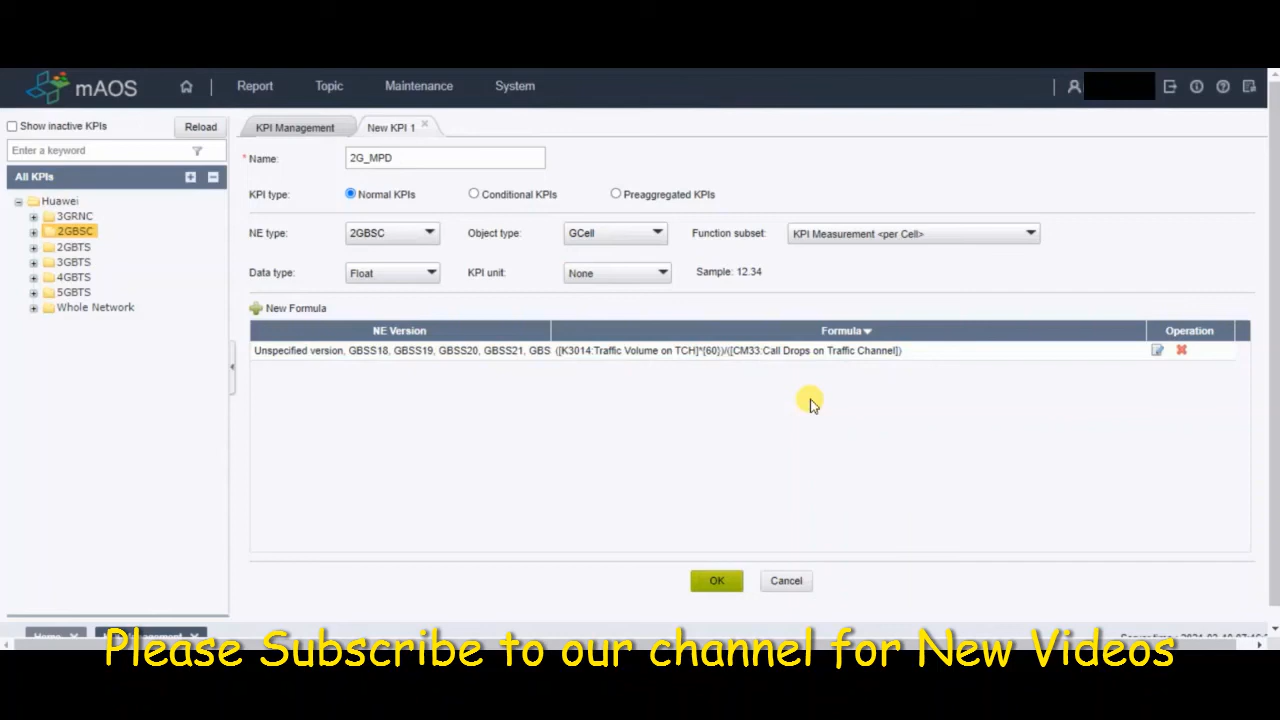 mAOS
Report
Topic
Maintenance
System
Show inactive KPIs
Reload
KPI Management
New KPI 1
Enter a keyword
* Name:
2G_MPD
All KPIs
KPI type:
Normal KPIs
Conditional KPIs
Preaggregated KPIs
Huawei
3GRNC
2GBSC
2GBTS
3GBTS
4GBTS
5GBTS
Whole Network
NE type:
2GBSC
Object type:
GCell
Function subset:
KPI Measurement <per Cell>
Data type:
Float
KPI unit:
None
Sample: 12.34
New Formula
NE Version
Formula
Operation
Unspecified version, GBSS18, GBSS19, GBSS20, GBSS21, GBS
([K3014:Traffic Volume on TCH]*{60})/([CM33:Call Drops on Traffic Channel])
OK
Cancel
Please Subscribe to our channel for New Videos